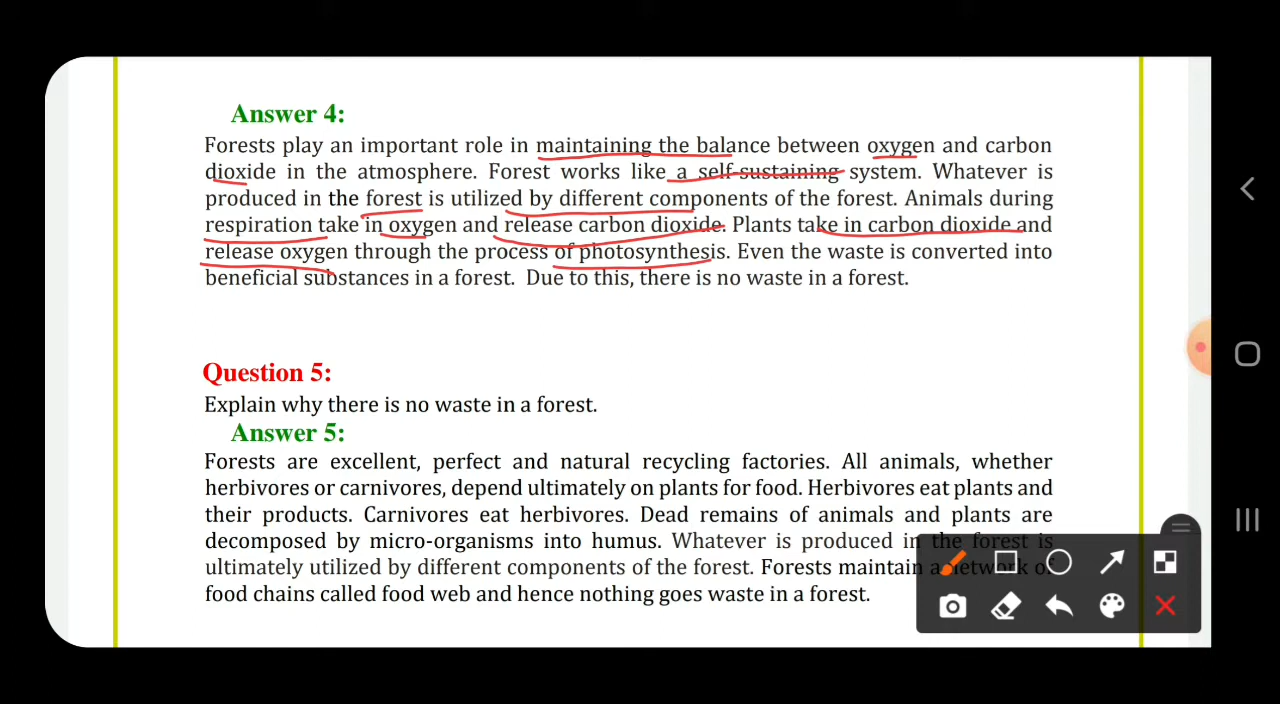 Answer 4:
Forests play an important role in maintaining the balance between oxygen and carbon
dioxide in the atmosphere. Forest works like a self-sustaining system. Whatever is
produced in the forest is utilized by different components of the forest. Animals during
respiration take in oxygen and release carbon dioxide. Plants take in carbon dioxide and
release oxygen through the process of photosynthesis. Even the waste is converted into
beneficial substances in a forest. Due to this, there is no waste in a forest.
Question 5:
Explain why there is no waste in a forest.
Answer 5:
Forests are excellent, perfect and natural recycling factories. All animals, whether
herbivores or carnivores, depend ultimately on plants for food. Herbivores eat plants and
their products. Carnivores eat herbivores. Dead remains of animals and plants are
decomposed by micro-organisms into humus. Whatever is produced in the forest is
ultimately utilized by different components of the forest. Forests maintain a network of
food chains called food web and hence nothing goes waste in a forest.